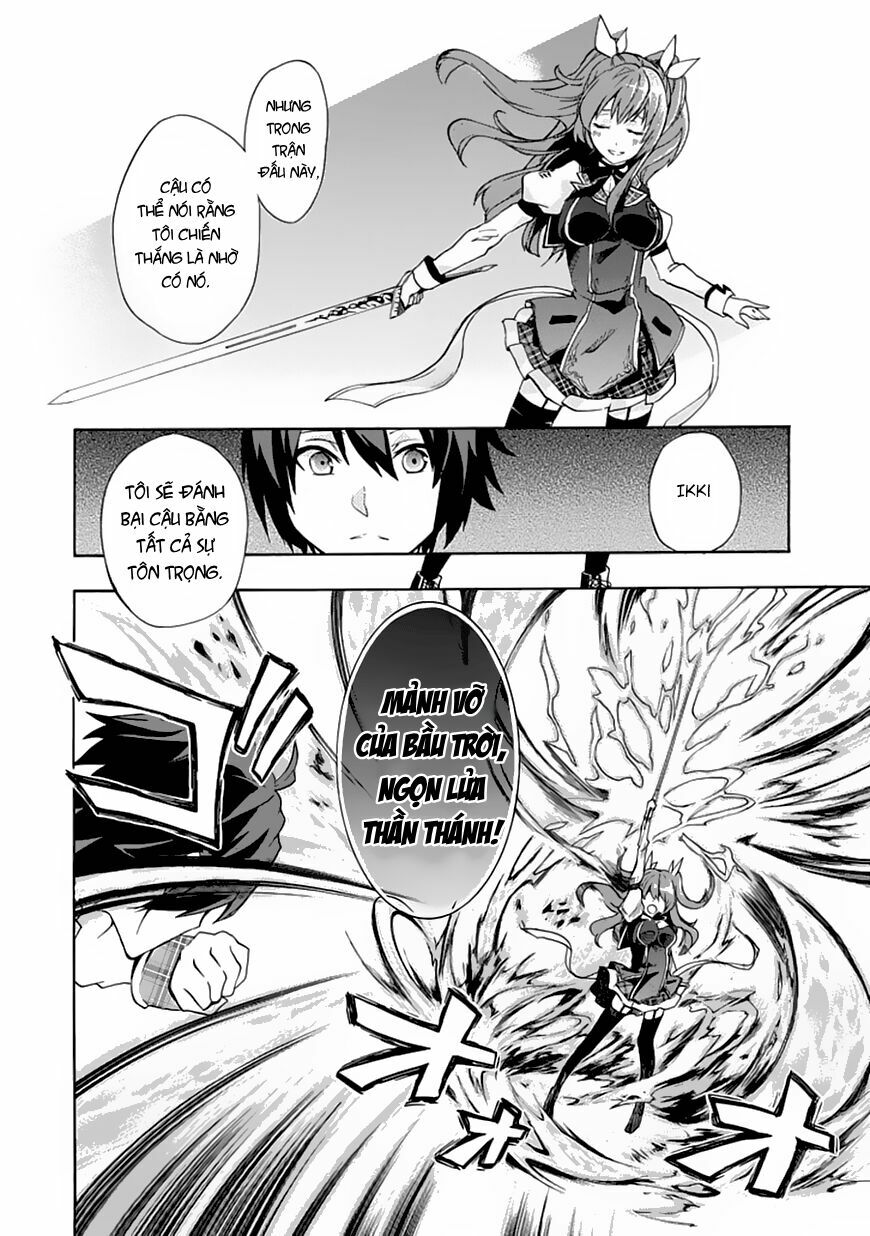 NHƯNG
TRONG
TRẬN
ĐẤU NÀY,
CẬU CÓ
THỂ NÓI RẰNG
TÔI CHIẾN
THẮNG LÀ NHỜ
CÓ NÓ.
IKKI
TÔI SẼ ĐÁNH
BẠI CẬU BẰNG
TẤT CẢ SỰ
TÔN TRỌNG.
MẢNH VỠ
CỦA BẦU TRỜI,
NGỌN LỬA
THẦN THÁNH!